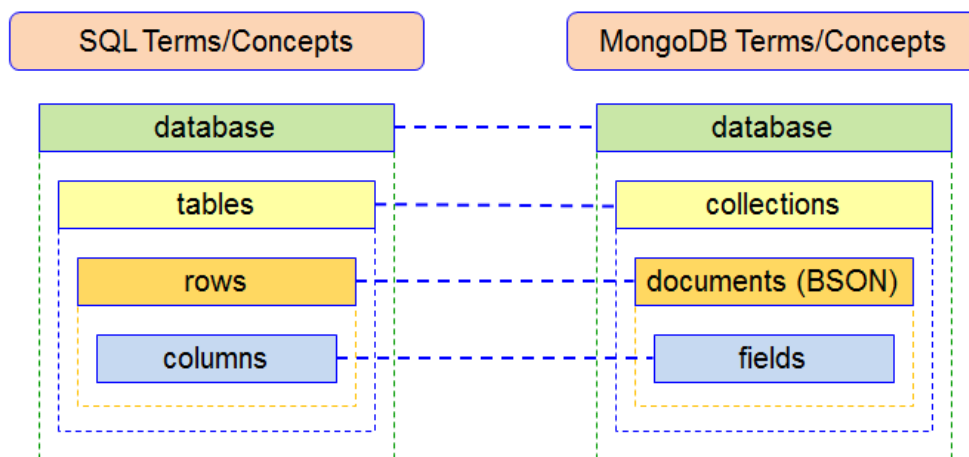 SQL Terms/Concepts
MongoDB Terms/Concepts
database
database
tables
collections
rows
documents (BSON)
columns
fields